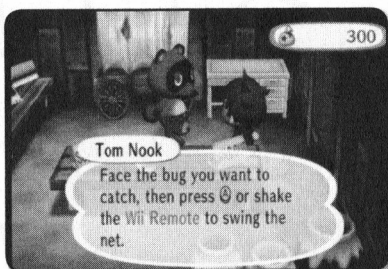 300
Tom Nook
Face the bug you want to
catch, then press Ⓐ or shake
the Wii Remote to swing the
net.